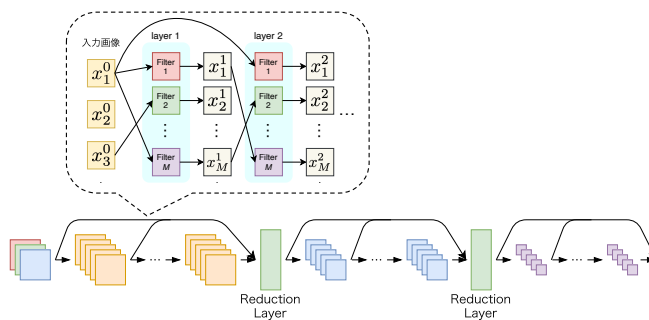 入力画像
layer 1
layer 2
x_1^0
Filter
1
x_1^1
Filter
1
x_1^2
x_2^0
Filter
2
x_2^1
Filter
2
x_2^2
...
x_3^0
⋮
⋮
⋮
⋮
Filter
M
x_M^1
Filter
M
x_M^2
...
...
...
Reduction
Layer
Reduction
Layer